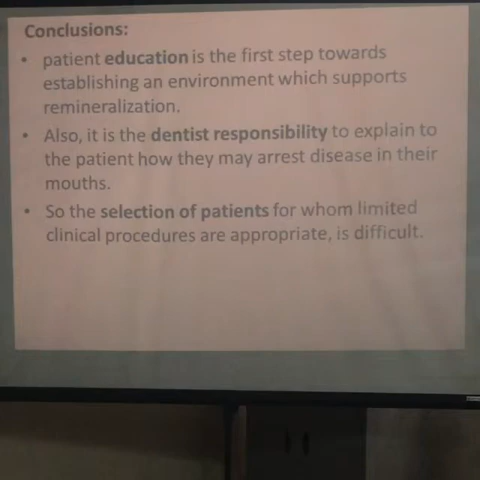 Conclusions:
• patient education is the first step towards
establishing an environment which supports
remineralization.
• Also, it is the dentist responsibility to explain to
the patient how they may arrest disease in their
mouths.
• So the selection of patients for whom limited
clinical procedures are appropriate, is difficult.